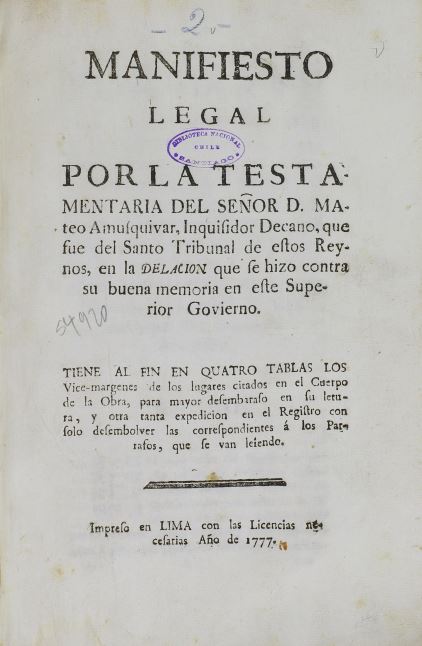 - 2 -
MANIFIESTO
LEGAL
BIBLIOTECA NACIONAL
CHILE
* SANTIAGO *
POR LA TESTA-
MENTARIA DEL SEÑOR D. MA-
teo Amuſquivar, Inquiſidor Decano, que
fue del Santo Tribunal de eſtos Rey-
nos, en la DELACION que ſe hizo contra
su buena memoria en eſte Supe-
rior Govierno.
54920
TIENE AL FIN EN QUATRO TABLAS LOS
Vice-margenes de los lugares citados en el Cuerpo
de la Obra, para mayor deſembaraſo en ſu letu-
ra, y otra tanta expedicion en el Regiſtro con
ſolo deſembolver las correſpondientes á los Par-
rafos, que ſe van leiendo.
Impreſo en LIMA con las Licencias ne-
ceſarias Año de 1777.